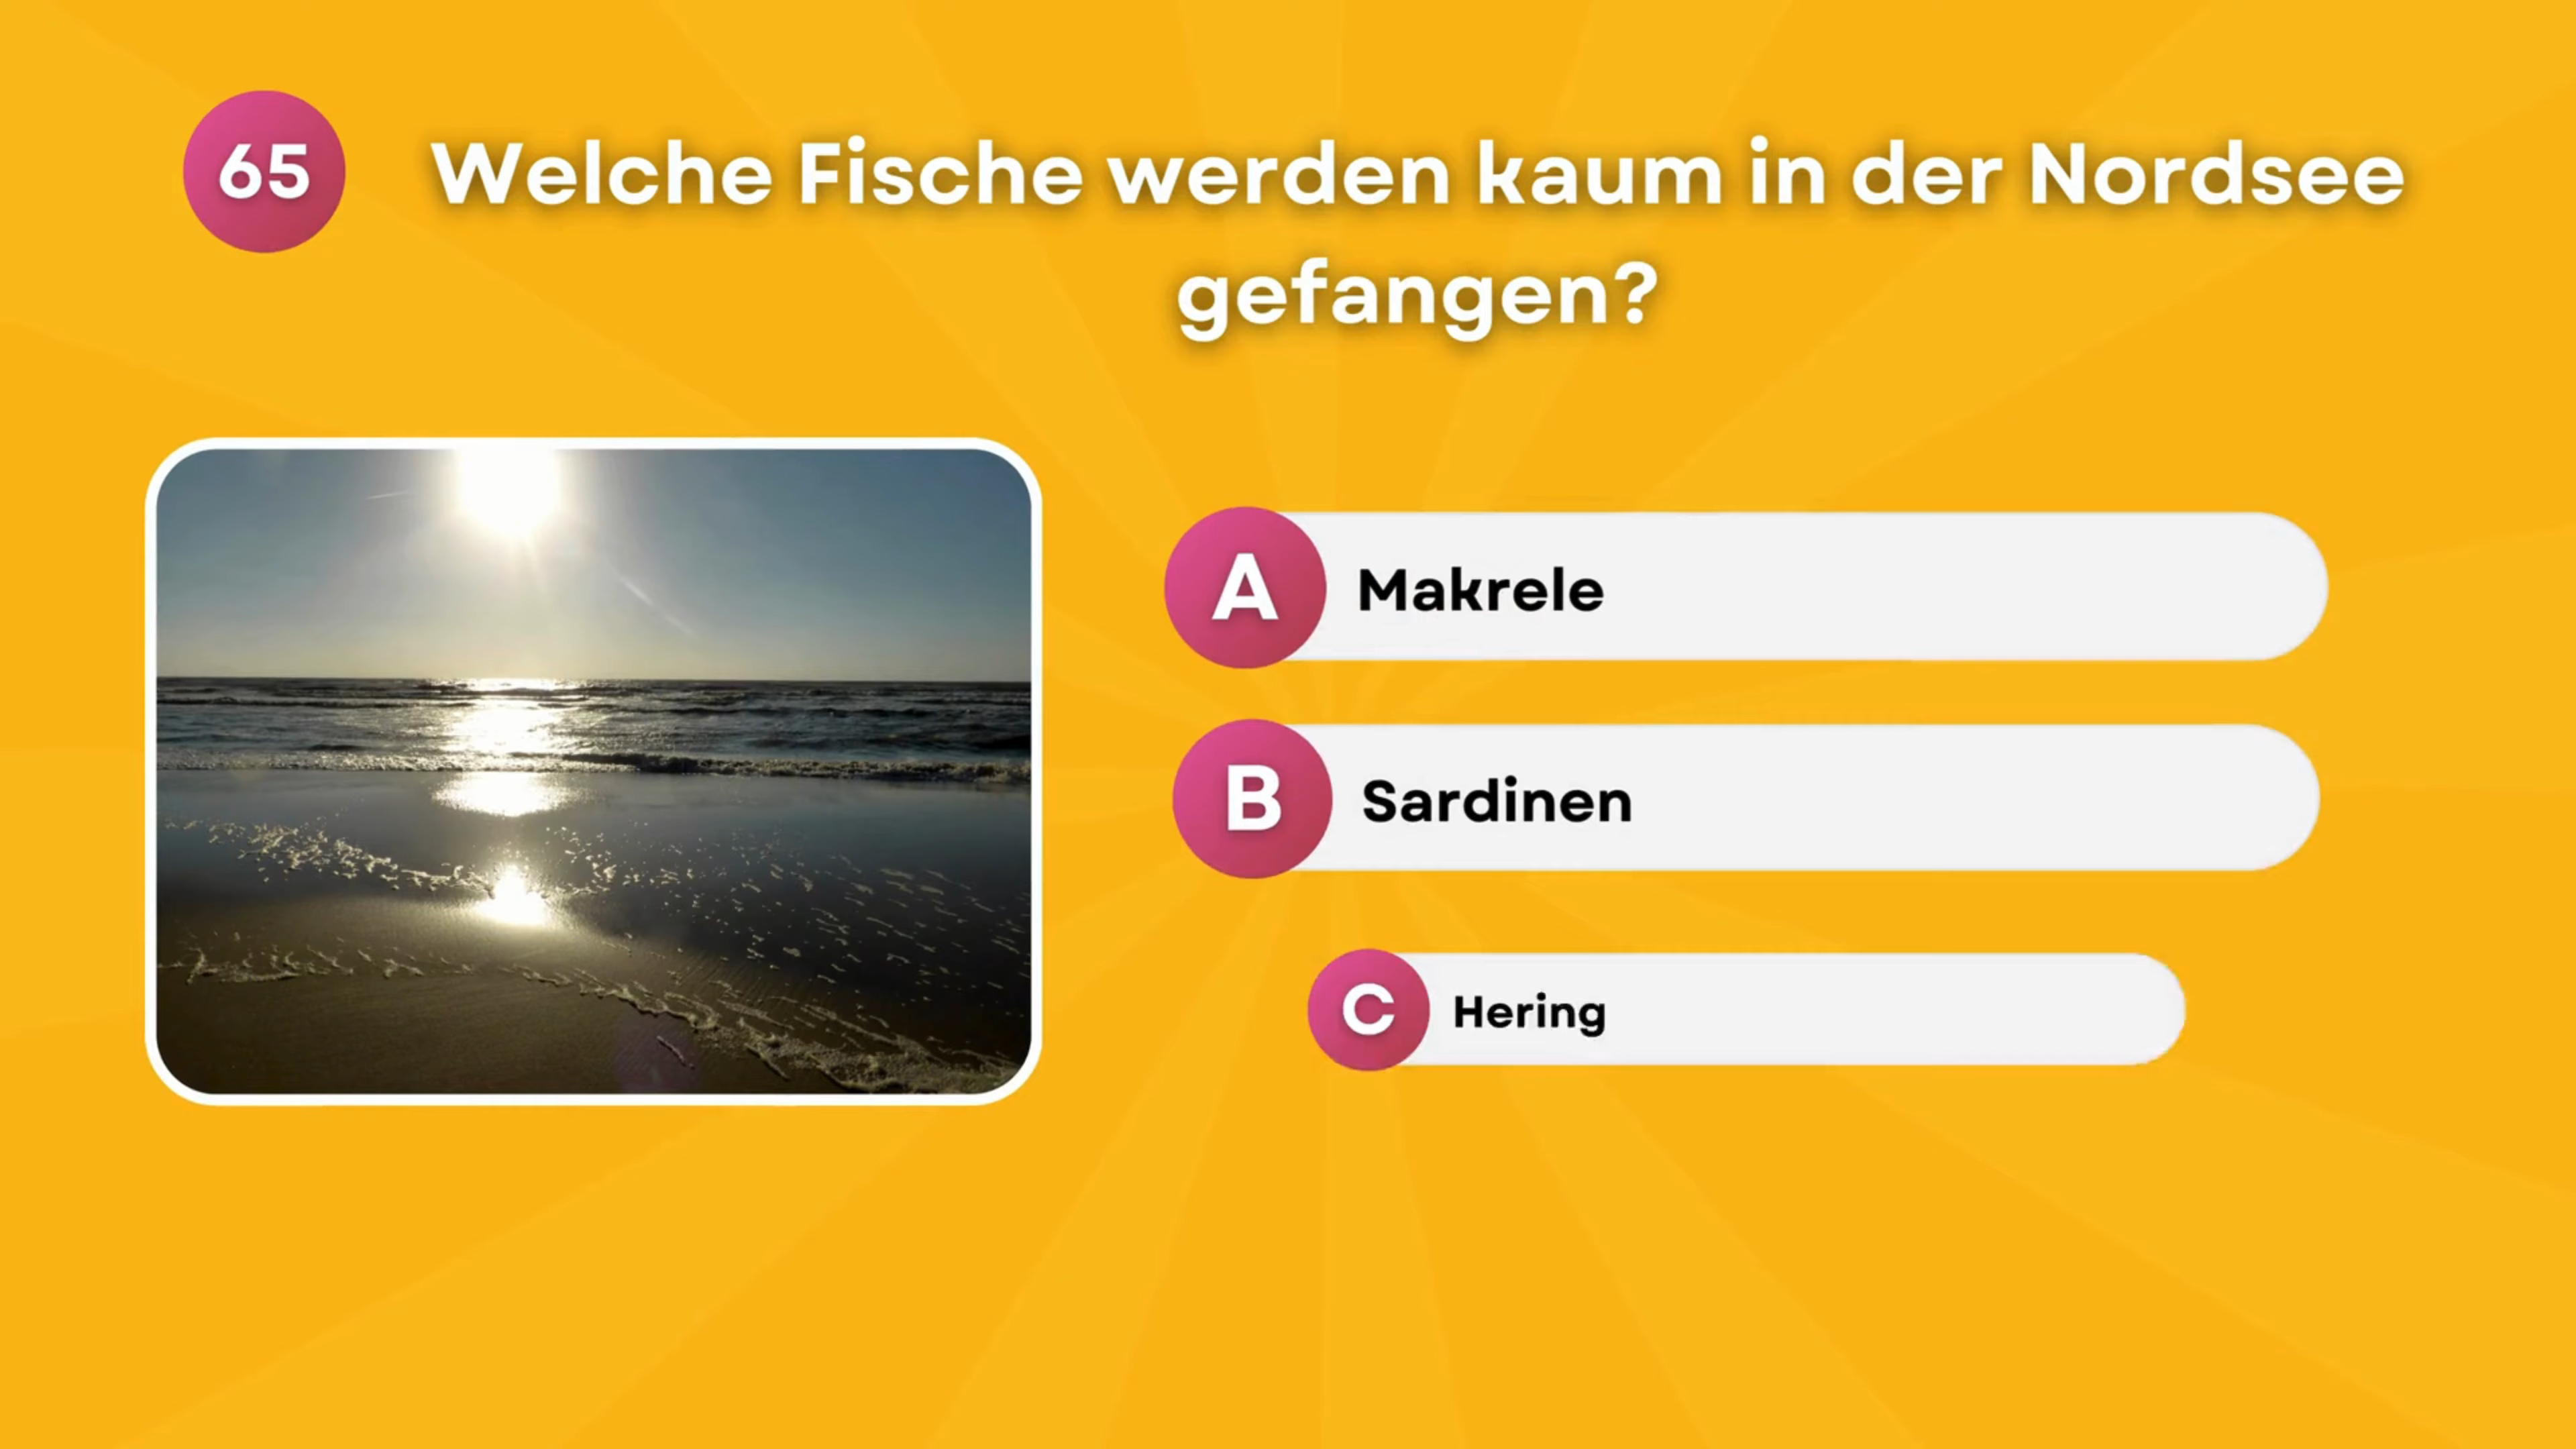 65
Welche Fische werden kaum in der Nordsee
gefangen?
A Makrele
B Sardinen
C Hering